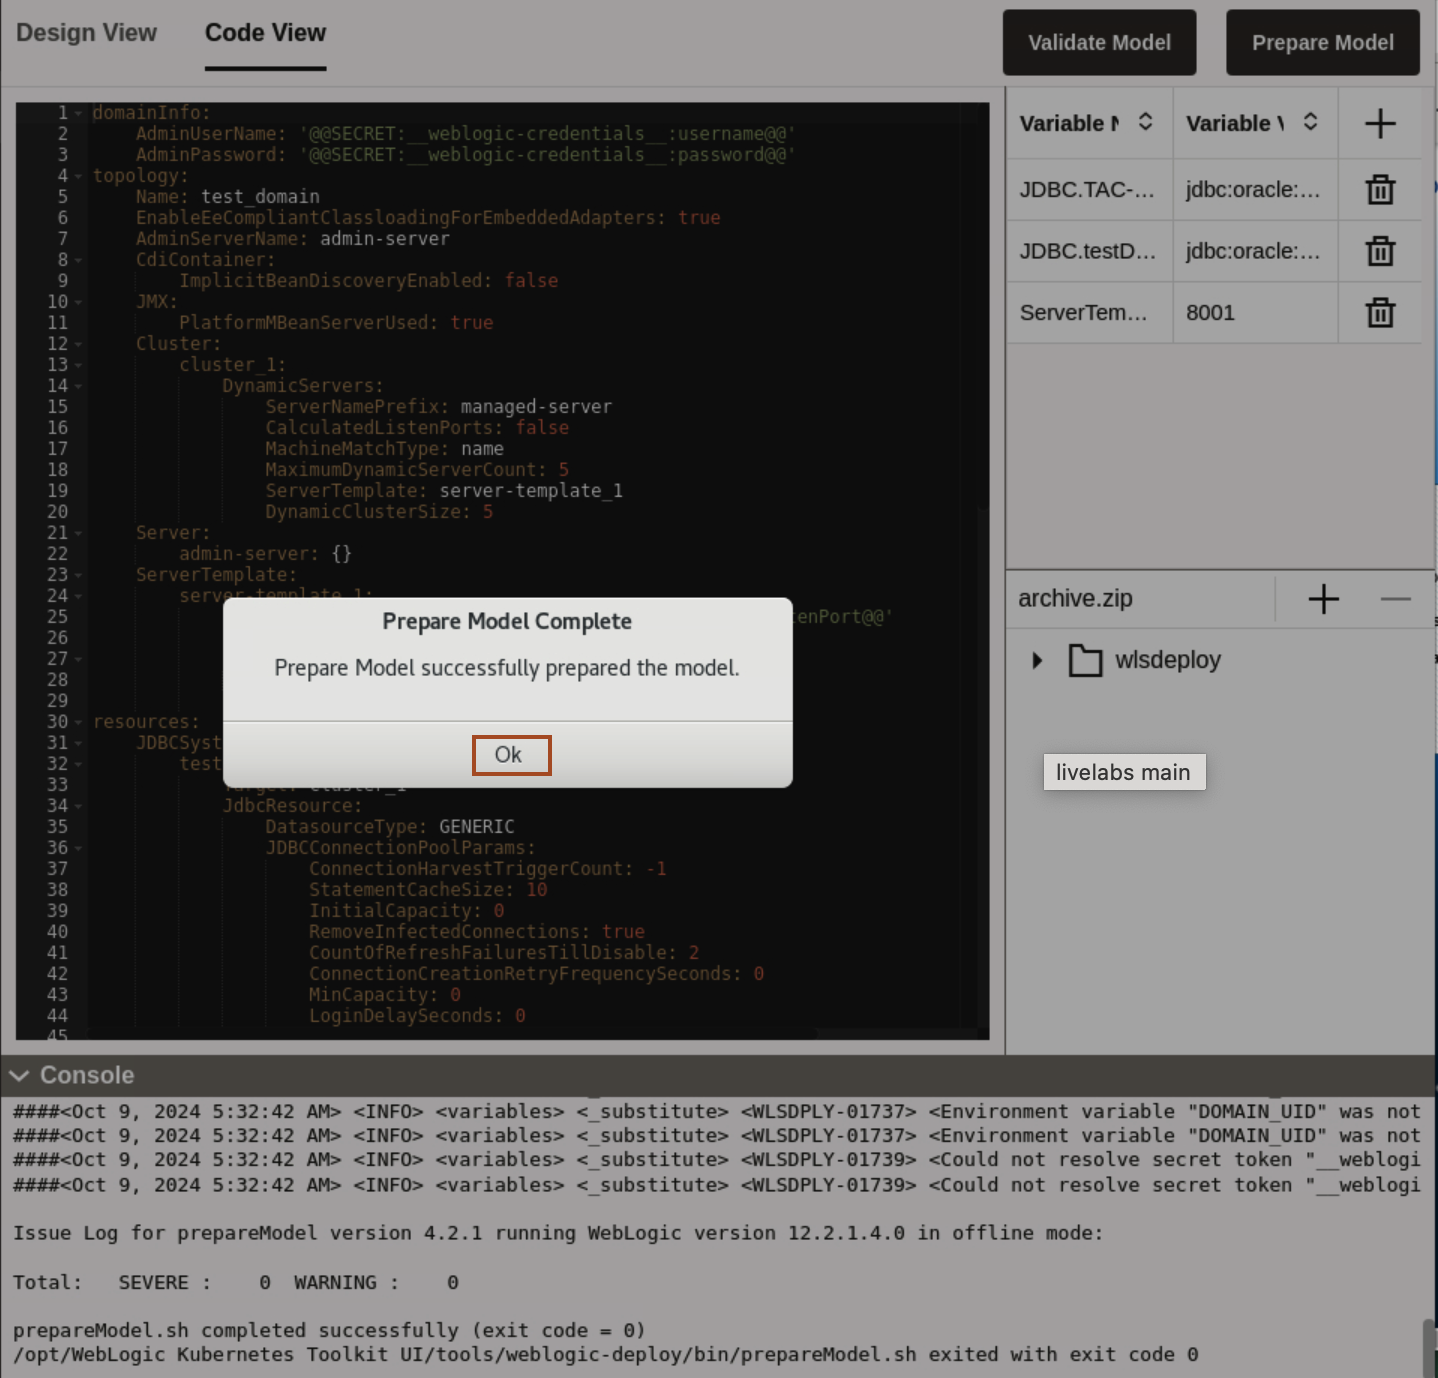 Design View Code View Validate Model Prepare Model
1 domainInfo:
2 AdminUserName: '@@SECRET:__weblogic-credentials__:username@@'
3 AdminPassword: '@@SECRET:__weblogic-credentials__:password@@'
4 topology:
5 Name: test_domain
6 EnableEeCompliantClassloadingForEmbeddedAdapters: true
7 AdminServerName: admin-server
8 CdiContainer:
9 ImplicitBeanDiscoveryEnabled: false
10 JMX:
11 PlatformMBeanServerUsed: true
12 Cluster:
13 cluster_1:
14 DynamicServers:
15 ServerNamePrefix: managed-server
16 CalculatedListenPorts: false
17 MachineMatchType: name
18 MaximumDynamicServerCount: 5
19 ServerTemplate: server-template_1
20 DynamicClusterSize: 5
21 Server:
22 admin-server: {}
23 ServerTemplate:
24 server-template_1:
25 tenPort@@'
26
27
28
29
30 resources:
31 JDBCSyst
32 test
33 Target: cluster_1
34 JdbcResource:
35 DatasourceType: GENERIC
36 JDBCConnectionPoolParams:
37 ConnectionHarvestTriggerCount: -1
38 StatementCacheSize: 10
39 InitialCapacity: 0
40 RemoveInfectedConnections: true
41 CountOfRefreshFailuresTillDisable: 2
42 ConnectionCreationRetryFrequencySeconds: 0
43 MinCapacity: 0
44 LoginDelaySeconds: 0
45
Prepare Model Complete
Prepare Model successfully prepared the model.
Ok
Variable Variable
JDBC.TAC-... jdbc:oracle:...
JDBC.testD... jdbc:oracle:...
ServerTem... 8001
archive.zip
wlsdeploy
livelabs main
Console
####<Oct 9, 2024 5:32:42 AM> <INFO> <variables> <_substitute> <WLSDPLY-01737> <Environment variable "DOMAIN_UID" was not
####<Oct 9, 2024 5:32:42 AM> <INFO> <variables> <_substitute> <WLSDPLY-01737> <Environment variable "DOMAIN_UID" was not
####<Oct 9, 2024 5:32:42 AM> <INFO> <variables> <_substitute> <WLSDPLY-01739> <Could not resolve secret token "__weblogi
####<Oct 9, 2024 5:32:42 AM> <INFO> <variables> <_substitute> <WLSDPLY-01739> <Could not resolve secret token "__weblogi
Issue Log for prepareModel version 4.2.1 running WebLogic version 12.2.1.4.0 in offline mode:
Total: SEVERE : 0 WARNING : 0
prepareModel.sh completed successfully (exit code = 0)
/opt/WebLogic Kubernetes Toolkit UI/tools/weblogic-deploy/bin/prepareModel.sh exited with exit code 0